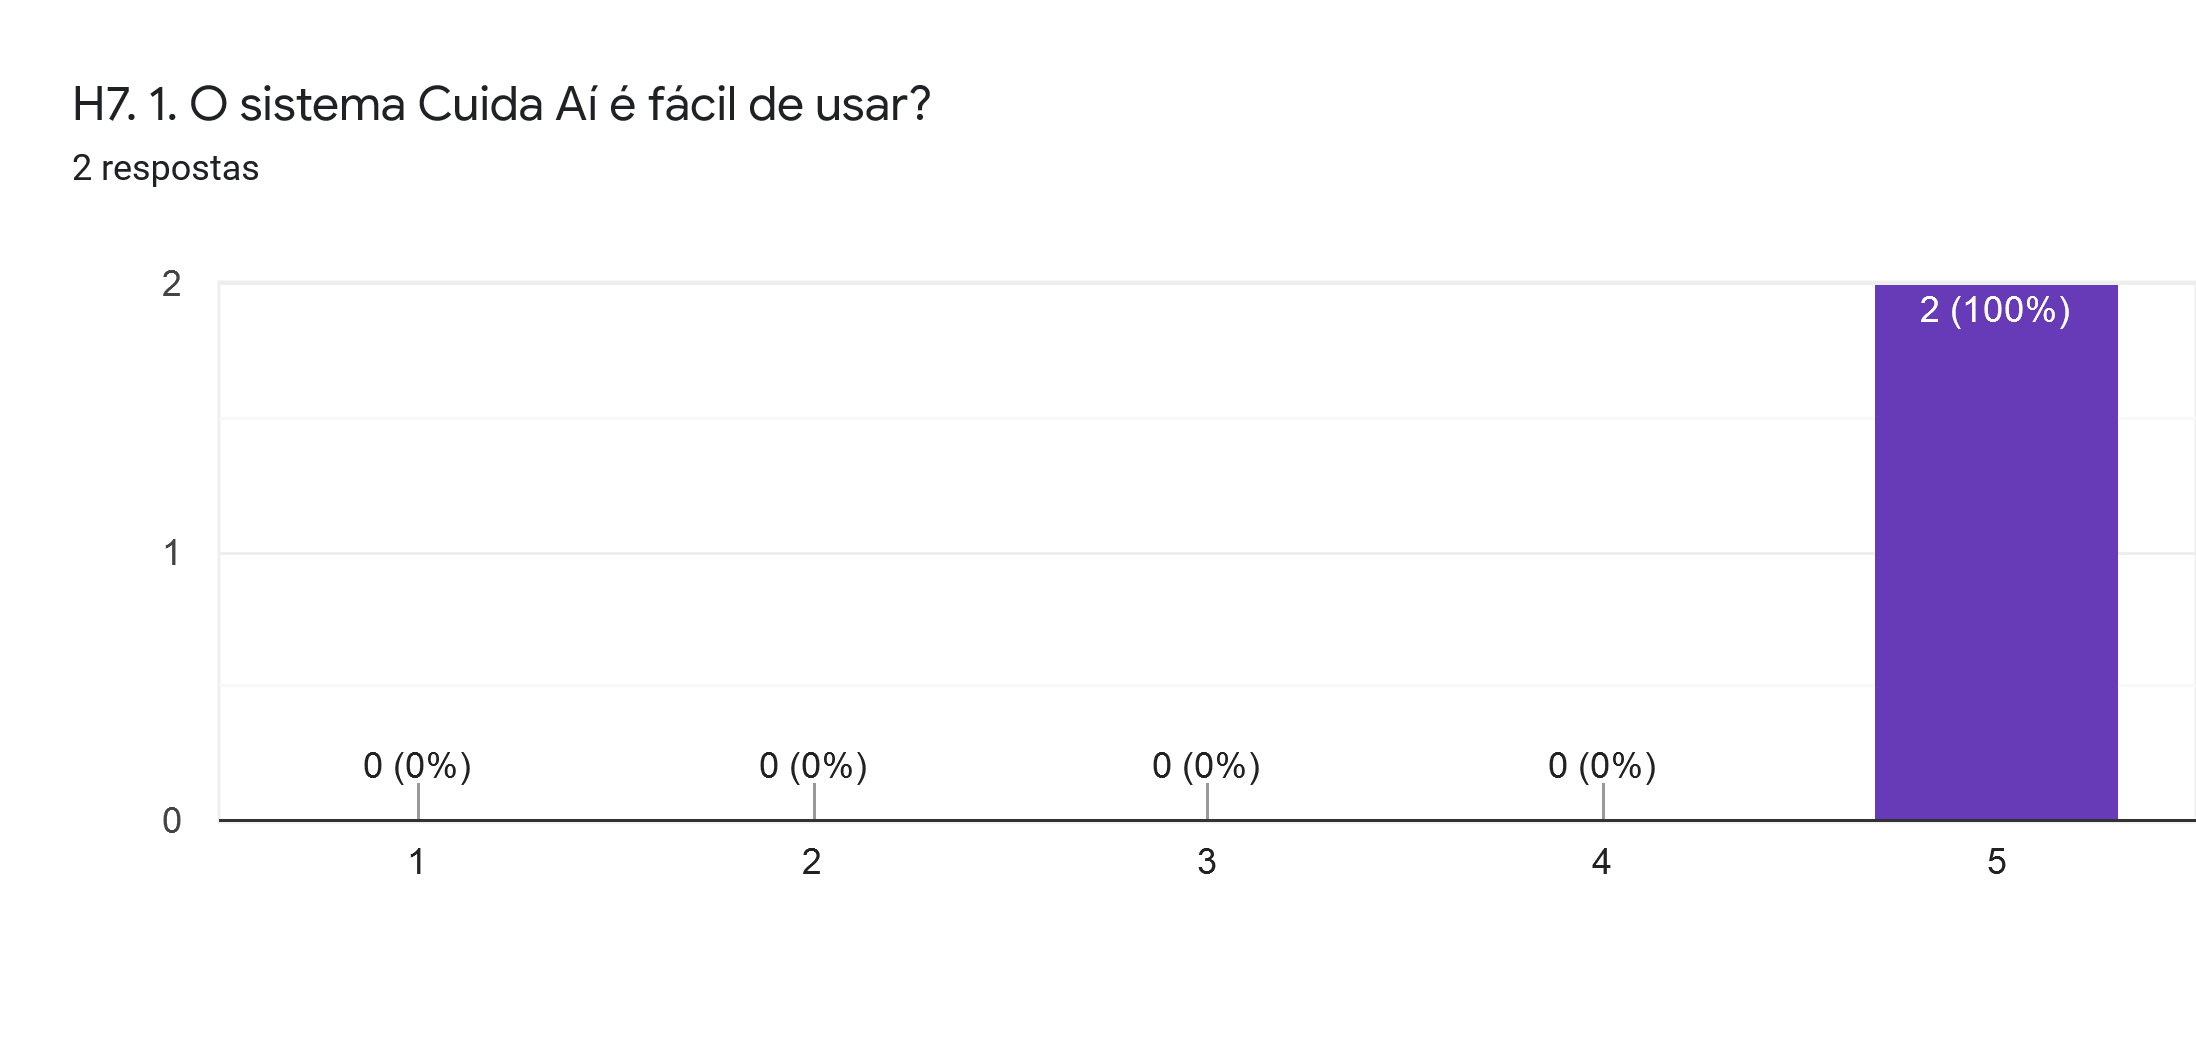 H7. 1. O sistema Cuida Aí é fácil de usar?
2 respostas
2
2 (100%)
1
0 (0%) 0 (0%) 0 (0%) 0 (0%)
0
1 2 3 4 5